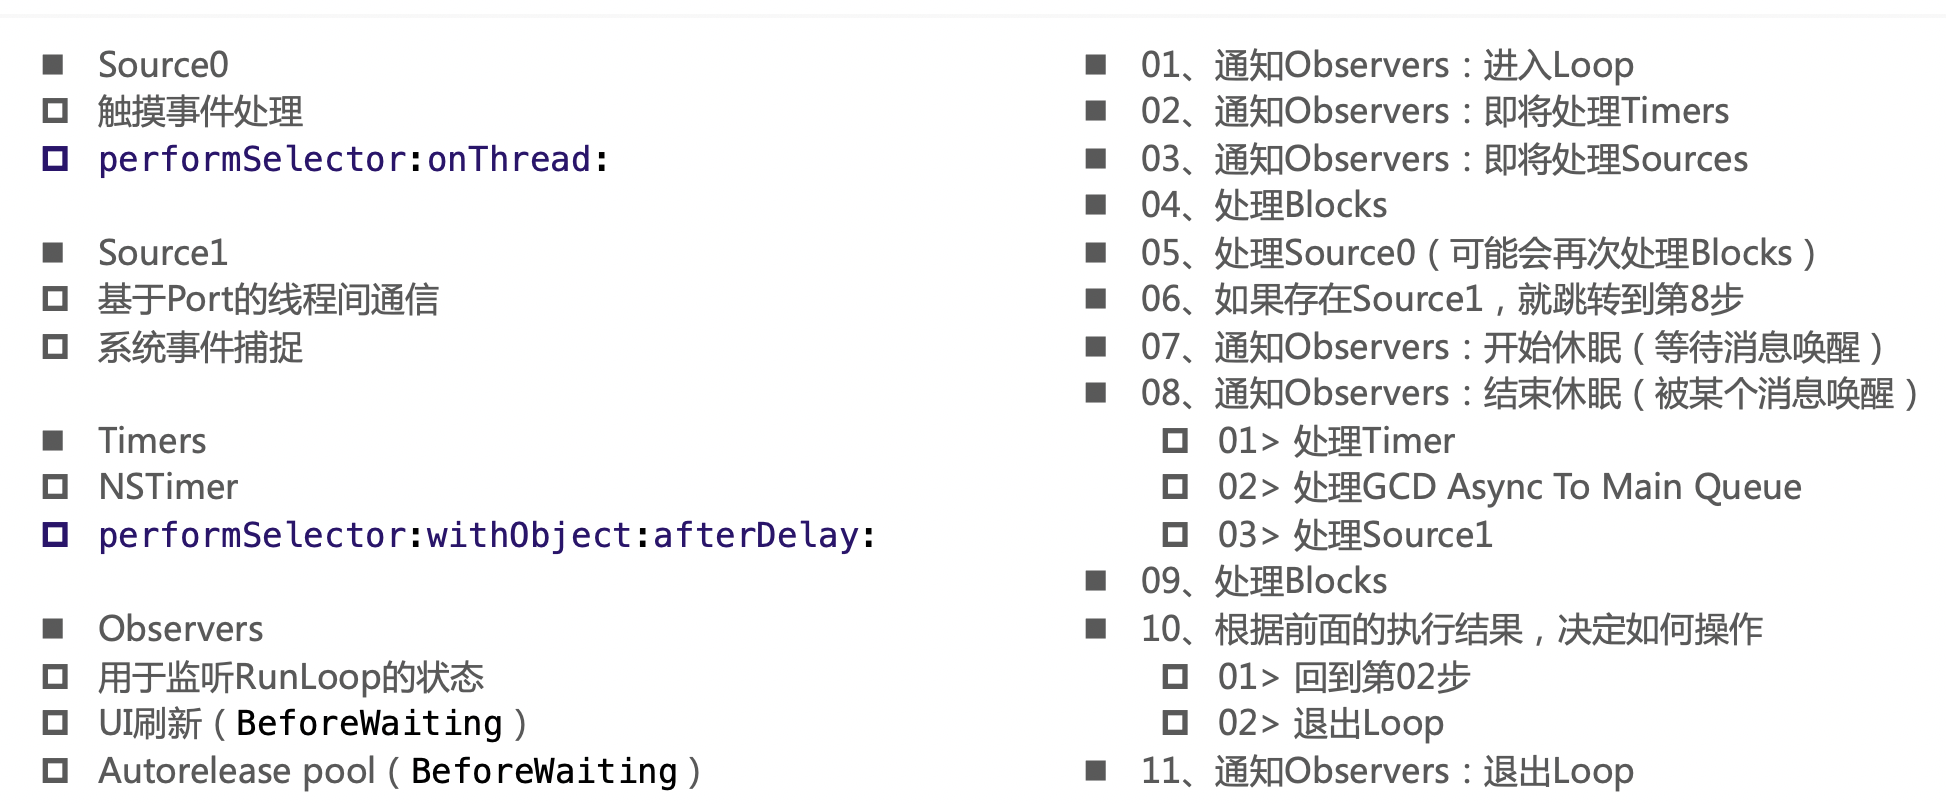 Source0
触摸事件处理
performSelector:onThread:
Source1
基于Port的线程间通信
系统事件捕捉
Timers
NSTimer
performSelector:withObject:afterDelay:
Observers
用于监听RunLoop的状态
UI刷新（BeforeWaiting）
Autorelease pool（BeforeWaiting）
01、通知Observers：进入Loop
02、通知Observers：即将处理Timers
03、通知Observers：即将处理Sources
04、处理Blocks
05、处理Source0（可能会再次处理Blocks）
06、如果存在Source1，就跳转到第8步
07、通知Observers：开始休眠（等待消息唤醒）
08、通知Observers：结束休眠（被某个消息唤醒）
01> 处理Timer
02> 处理GCD Async To Main Queue
03> 处理Source1
09、处理Blocks
10、根据前面的执行结果，决定如何操作
01> 回到第02步
02> 退出Loop
11、通知Observers：退出Loop